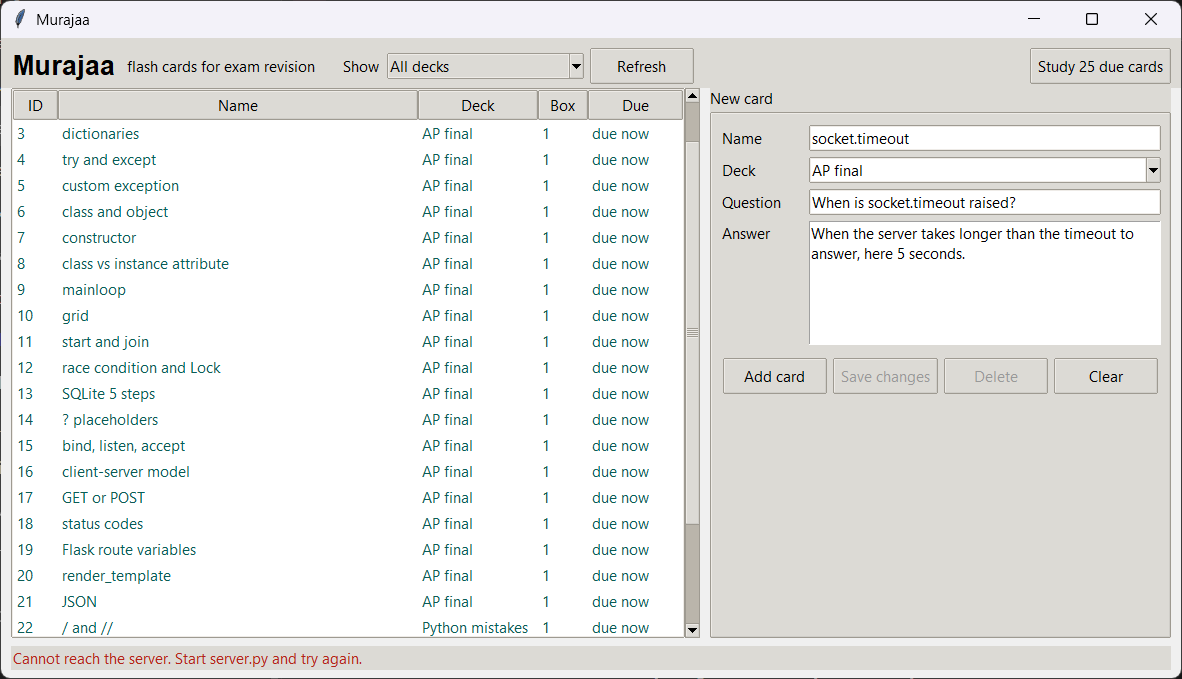 Murajaa
Murajaa flash cards for exam revision Show All decks Refresh Study 25 due cards
ID Name Deck Box Due
3 dictionaries AP final 1 due now
4 try and except AP final 1 due now
5 custom exception AP final 1 due now
6 class and object AP final 1 due now
7 constructor AP final 1 due now
8 class vs instance attribute AP final 1 due now
9 mainloop AP final 1 due now
10 grid AP final 1 due now
11 start and join AP final 1 due now
12 race condition and Lock AP final 1 due now
13 SQLite 5 steps AP final 1 due now
14 ? placeholders AP final 1 due now
15 bind, listen, accept AP final 1 due now
16 client-server model AP final 1 due now
17 GET or POST AP final 1 due now
18 status codes AP final 1 due now
19 Flask route variables AP final 1 due now
20 render_template AP final 1 due now
21 JSON AP final 1 due now
22 / and // Python mistakes 1 due now
New card
Name socket.timeout
Deck AP final
Question When is socket.timeout raised?
Answer When the server takes longer than the timeout to
answer, here 5 seconds.
Add card Save changes Delete Clear
Cannot reach the server. Start server.py and try again.